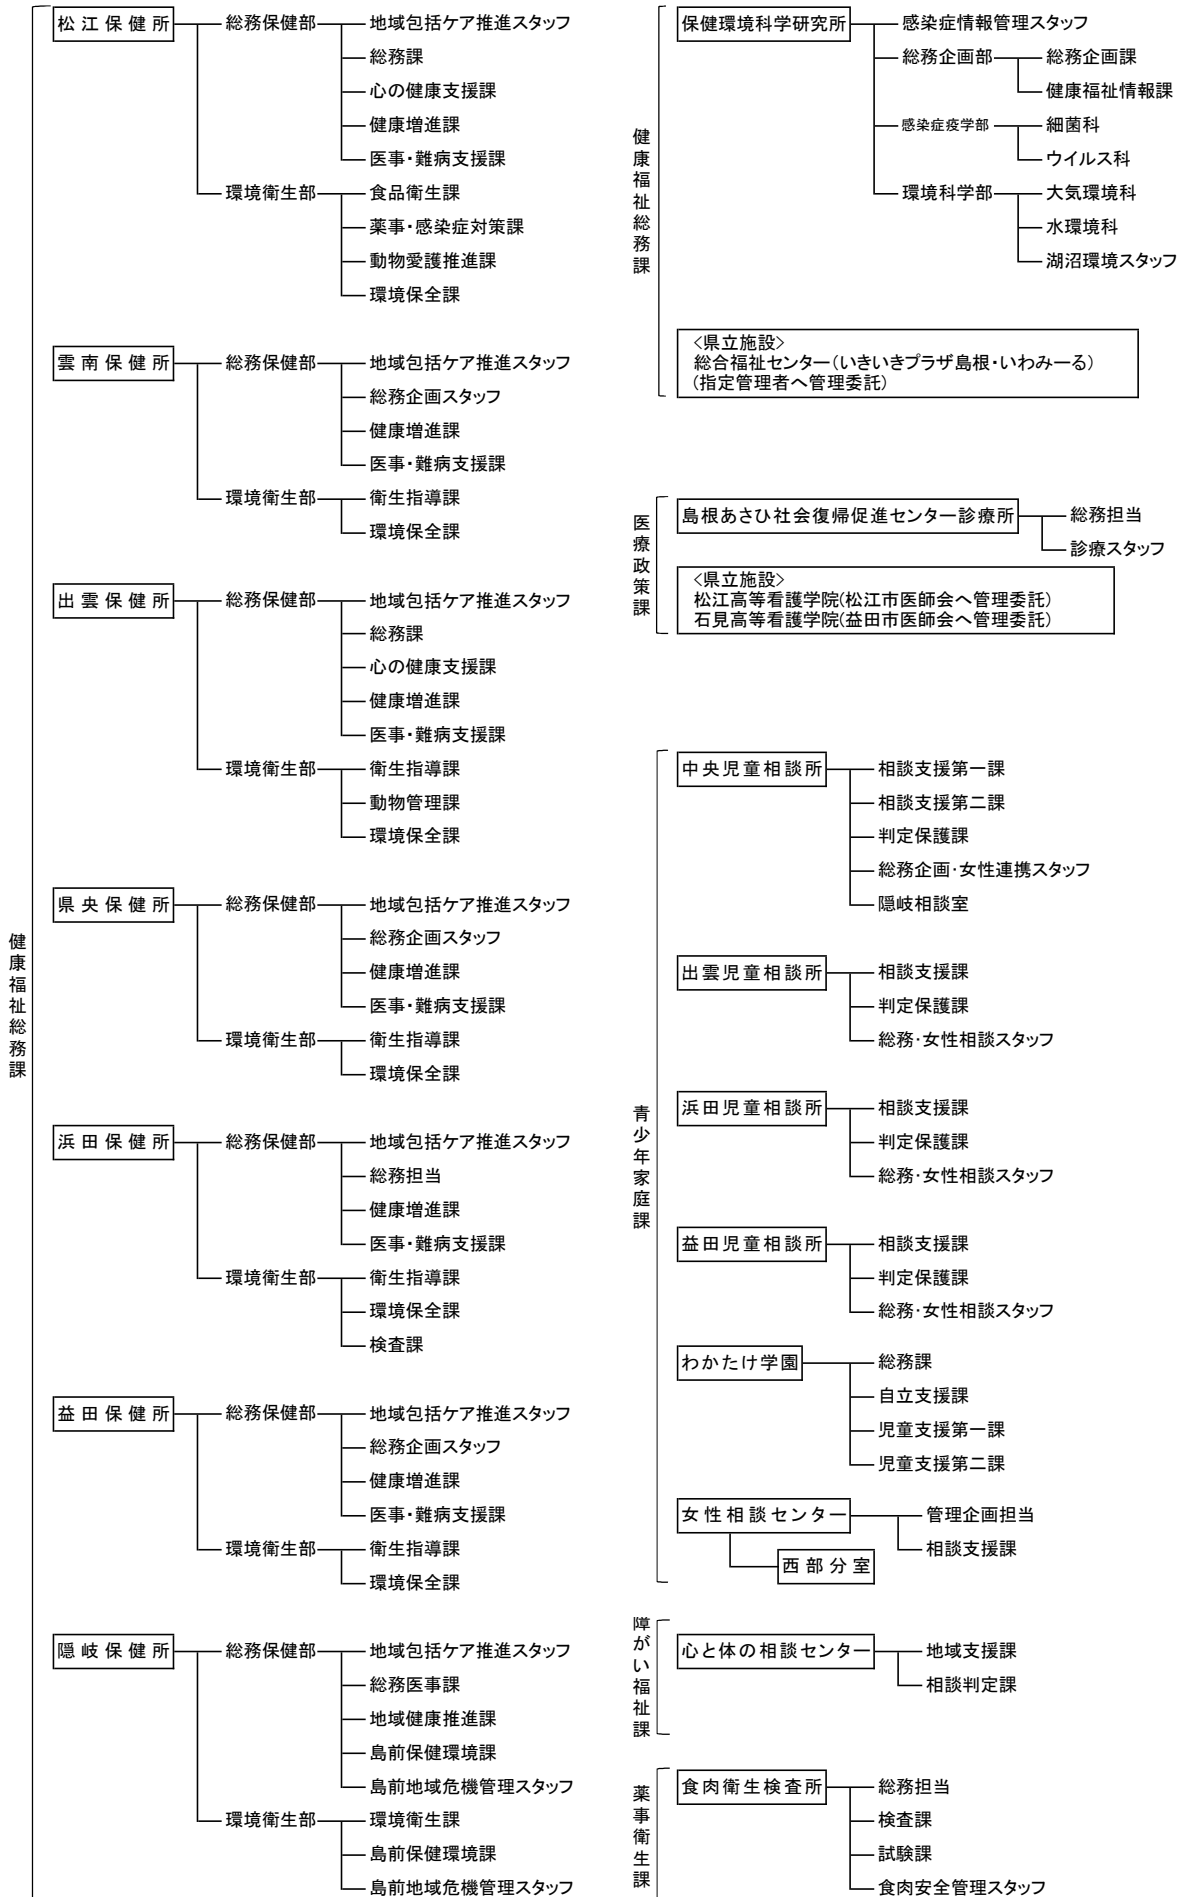 健康福祉総務課
松江保健所
総務保健部
地域包括ケア推進スタッフ
総務課
心の健康支援課
健康増進課
医事・難病支援課
環境衛生部
食品衛生課
薬事・感染症対策課
動物愛護推進課
環境保全課
雲南保健所
総務保健部
地域包括ケア推進スタッフ
総務企画スタッフ
健康増進課
医事・難病支援課
環境衛生部
衛生指導課
環境保全課
出雲保健所
総務保健部
地域包括ケア推進スタッフ
総務課
心の健康支援課
健康増進課
医事・難病支援課
環境衛生部
衛生指導課
動物管理課
環境保全課
県央保健所
総務保健部
地域包括ケア推進スタッフ
総務企画スタッフ
健康増進課
医事・難病支援課
環境衛生部
衛生指導課
環境保全課
浜田保健所
総務保健部
地域包括ケア推進スタッフ
総務担当
健康増進課
医事・難病支援課
環境衛生部
衛生指導課
環境保全課
検査課
益田保健所
総務保健部
地域包括ケア推進スタッフ
総務企画スタッフ
健康増進課
医事・難病支援課
環境衛生部
衛生指導課
環境保全課
隠岐保健所
総務保健部
地域包括ケア推進スタッフ
総務医事課
地域健康推進課
島前保健環境課
島前地域危機管理スタッフ
環境衛生部
環境衛生課
島前保健環境課
島前地域危機管理スタッフ
健康福祉総務課
保健環境科学研究所
感染症情報管理スタッフ
総務企画部
総務企画課
健康福祉情報課
感染症疫学部
細菌科
ウイルス科
環境科学部
大気環境科
水環境科
湖沼環境スタッフ
＜県立施設＞
総合福祉センター（いきいきプラザ島根・いわみーる）
（指定管理者へ管理委託）
医療政策課
島根あさひ社会復帰促進センター診療所
総務担当
診療スタッフ
＜県立施設＞
松江高等看護学院(松江市医師会へ管理委託)
石見高等看護学院(益田市医師会へ管理委託)
青少年家庭課
中央児童相談所
相談支援第一課
相談支援第二課
判定保護課
総務企画・女性連携スタッフ
隠岐相談室
出雲児童相談所
相談支援課
判定保護課
総務・女性相談スタッフ
浜田児童相談所
相談支援課
判定保護課
総務・女性相談スタッフ
益田児童相談所
相談支援課
判定保護課
総務・女性相談スタッフ
わかたけ学園
総務課
自立支援課
児童支援第一課
児童支援第二課
女性相談センター
管理企画担当
相談支援課
西部分室
障がい福祉課
心と体の相談センター
地域支援課
相談判定課
薬事衛生課
食肉衛生検査所
総務担当
検査課
試験課
食肉安全管理スタッフ